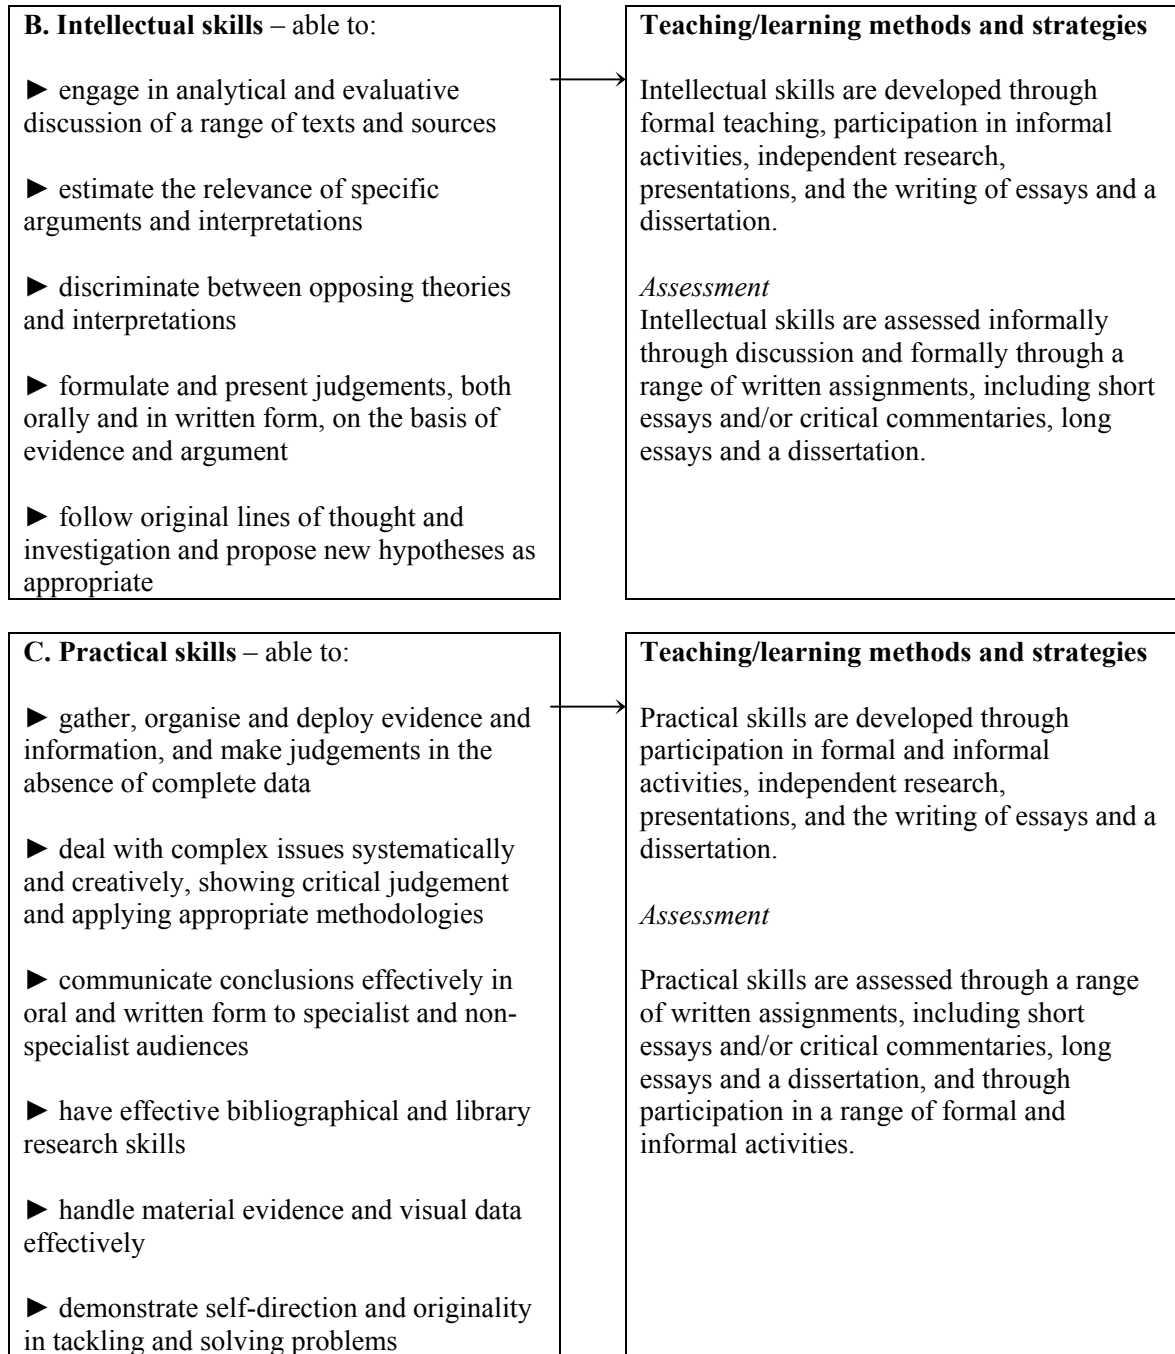 B. Intellectual skills – able to:
► engage in analytical and evaluative
discussion of a range of texts and sources
► estimate the relevance of specific
arguments and interpretations
► discriminate between opposing theories
and interpretations
► formulate and present judgements, both
orally and in written form, on the basis of
evidence and argument
► follow original lines of thought and
investigation and propose new hypotheses as
appropriate
Teaching/learning methods and strategies
Intellectual skills are developed through
formal teaching, participation in informal
activities, independent research,
presentations, and the writing of essays and a
dissertation.
Assessment
Intellectual skills are assessed informally
through discussion and formally through a
range of written assignments, including short
essays and/or critical commentaries, long
essays and a dissertation.
C. Practical skills – able to:
► gather, organise and deploy evidence and
information, and make judgements in the
absence of complete data
► deal with complex issues systematically
and creatively, showing critical judgement
and applying appropriate methodologies
► communicate conclusions effectively in
oral and written form to specialist and non-
specialist audiences
► have effective bibliographical and library
research skills
► handle material evidence and visual data
effectively
► demonstrate self-direction and originality
in tackling and solving problems
Teaching/learning methods and strategies
Practical skills are developed through
participation in formal and informal
activities, independent research,
presentations, and the writing of essays and a
dissertation.
Assessment
Practical skills are assessed through a range
of written assignments, including short
essays and/or critical commentaries, long
essays and a dissertation, and through
participation in a range of formal and
informal activities.